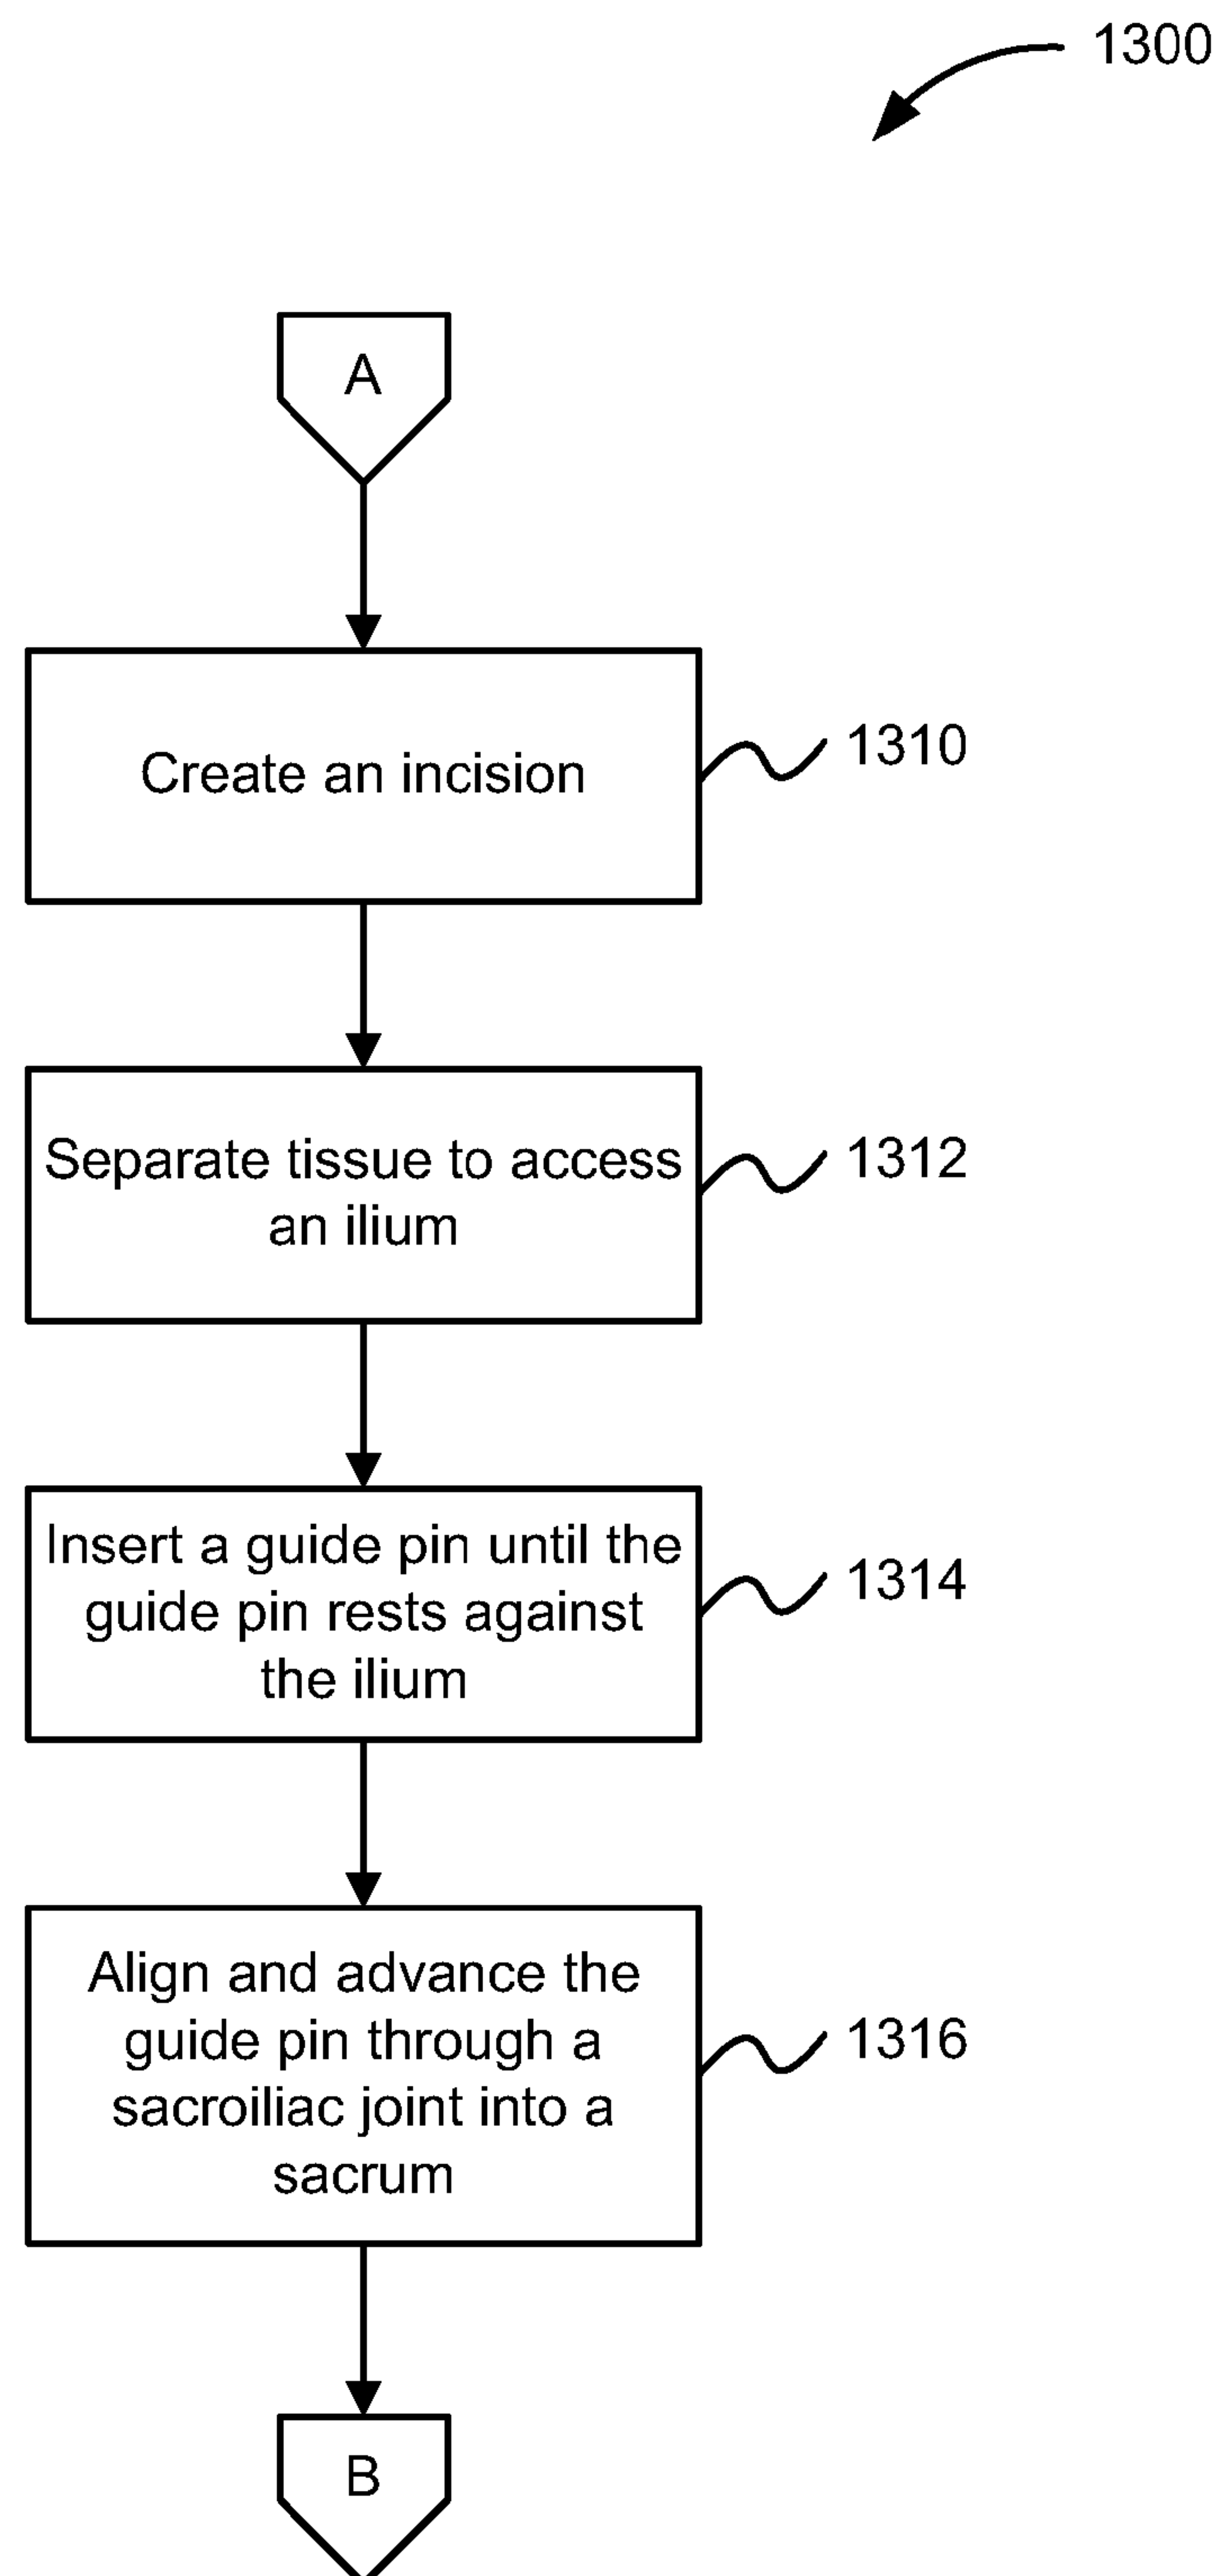 1300
A
Create an incision
1310
Separate tissue to access
an ilium
1312
Insert a guide pin until the
guide pin rests against
the ilium
1314
Align and advance the
guide pin through a
sacroiliac joint into a
sacrum
1316
B